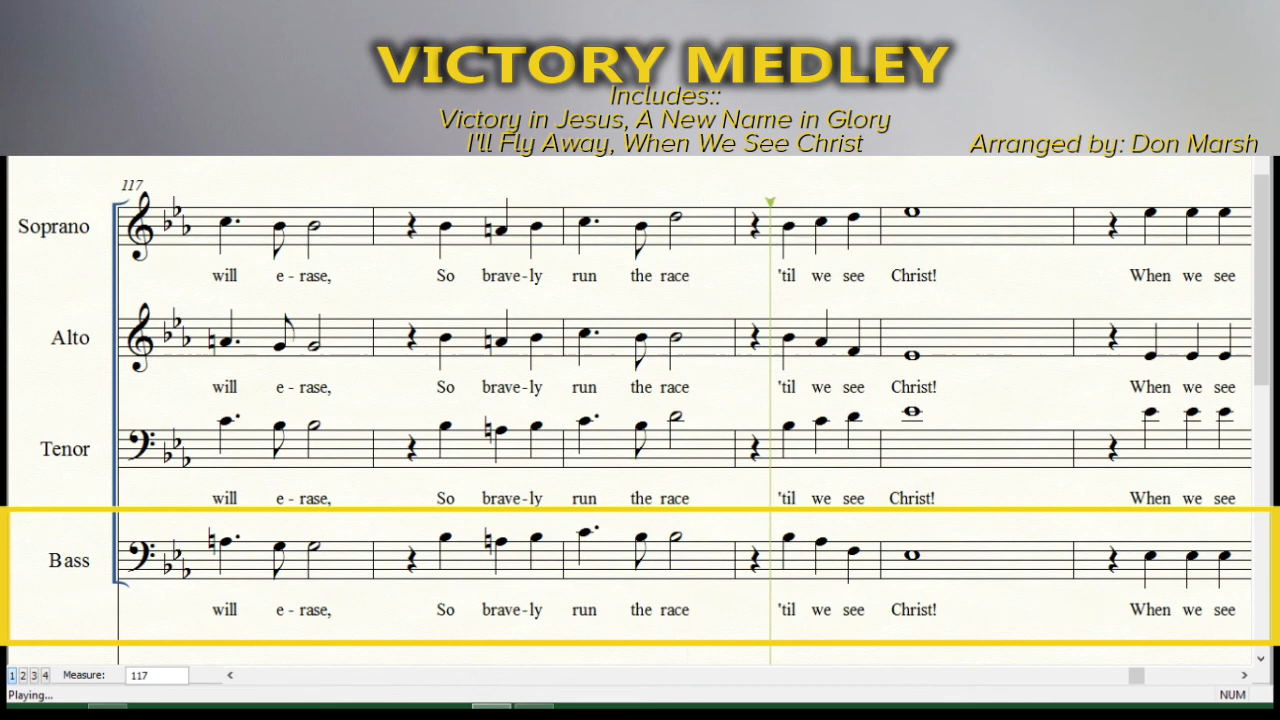 VICTORY MEDLEY
Includes::
Victory in Jesus, A New Name in Glory
I'll Fly Away, When We See Christ
Arranged by: Don Marsh
117
Soprano
will e - rase, So brave - ly run the race 'til we see Christ! When we see
Alto
will e - rase, So brave - ly run the race 'til we see Christ! When we see
Tenor
will e - rase, So brave - ly run the race 'til we see Christ! When we see
Bass
will e - rase, So brave - ly run the race 'til we see Christ! When we see
1 2 3 4 Measure: 117
Playing... NUM